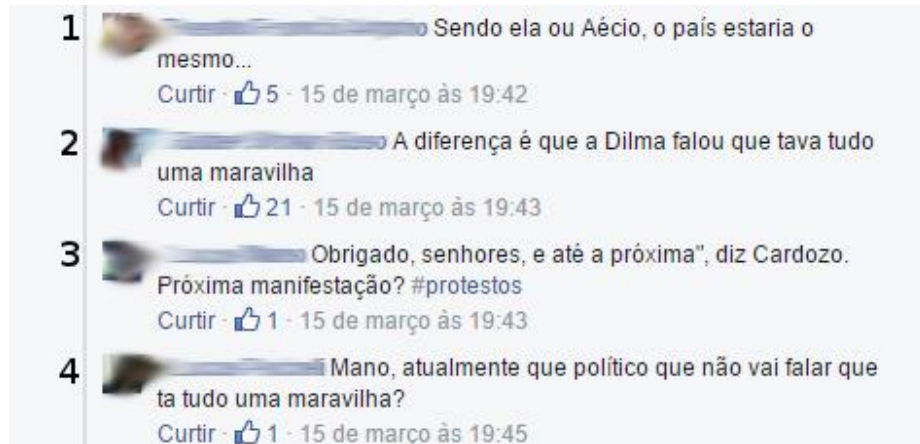 1 Sendo ela ou Aécio, o país estaria o
mesmo...
Curtir · 5 · 15 de março às 19:42
2 A diferença é que a Dilma falou que tava tudo
uma maravilha
Curtir · 21 · 15 de março às 19:43
3 Obrigado, senhores, e até a próxima", diz Cardozo.
Próxima manifestação? #protestos
Curtir · 1 · 15 de março às 19:43
4 Mano, atualmente que político que não vai falar que
ta tudo uma maravilha?
Curtir · 1 · 15 de março às 19:45